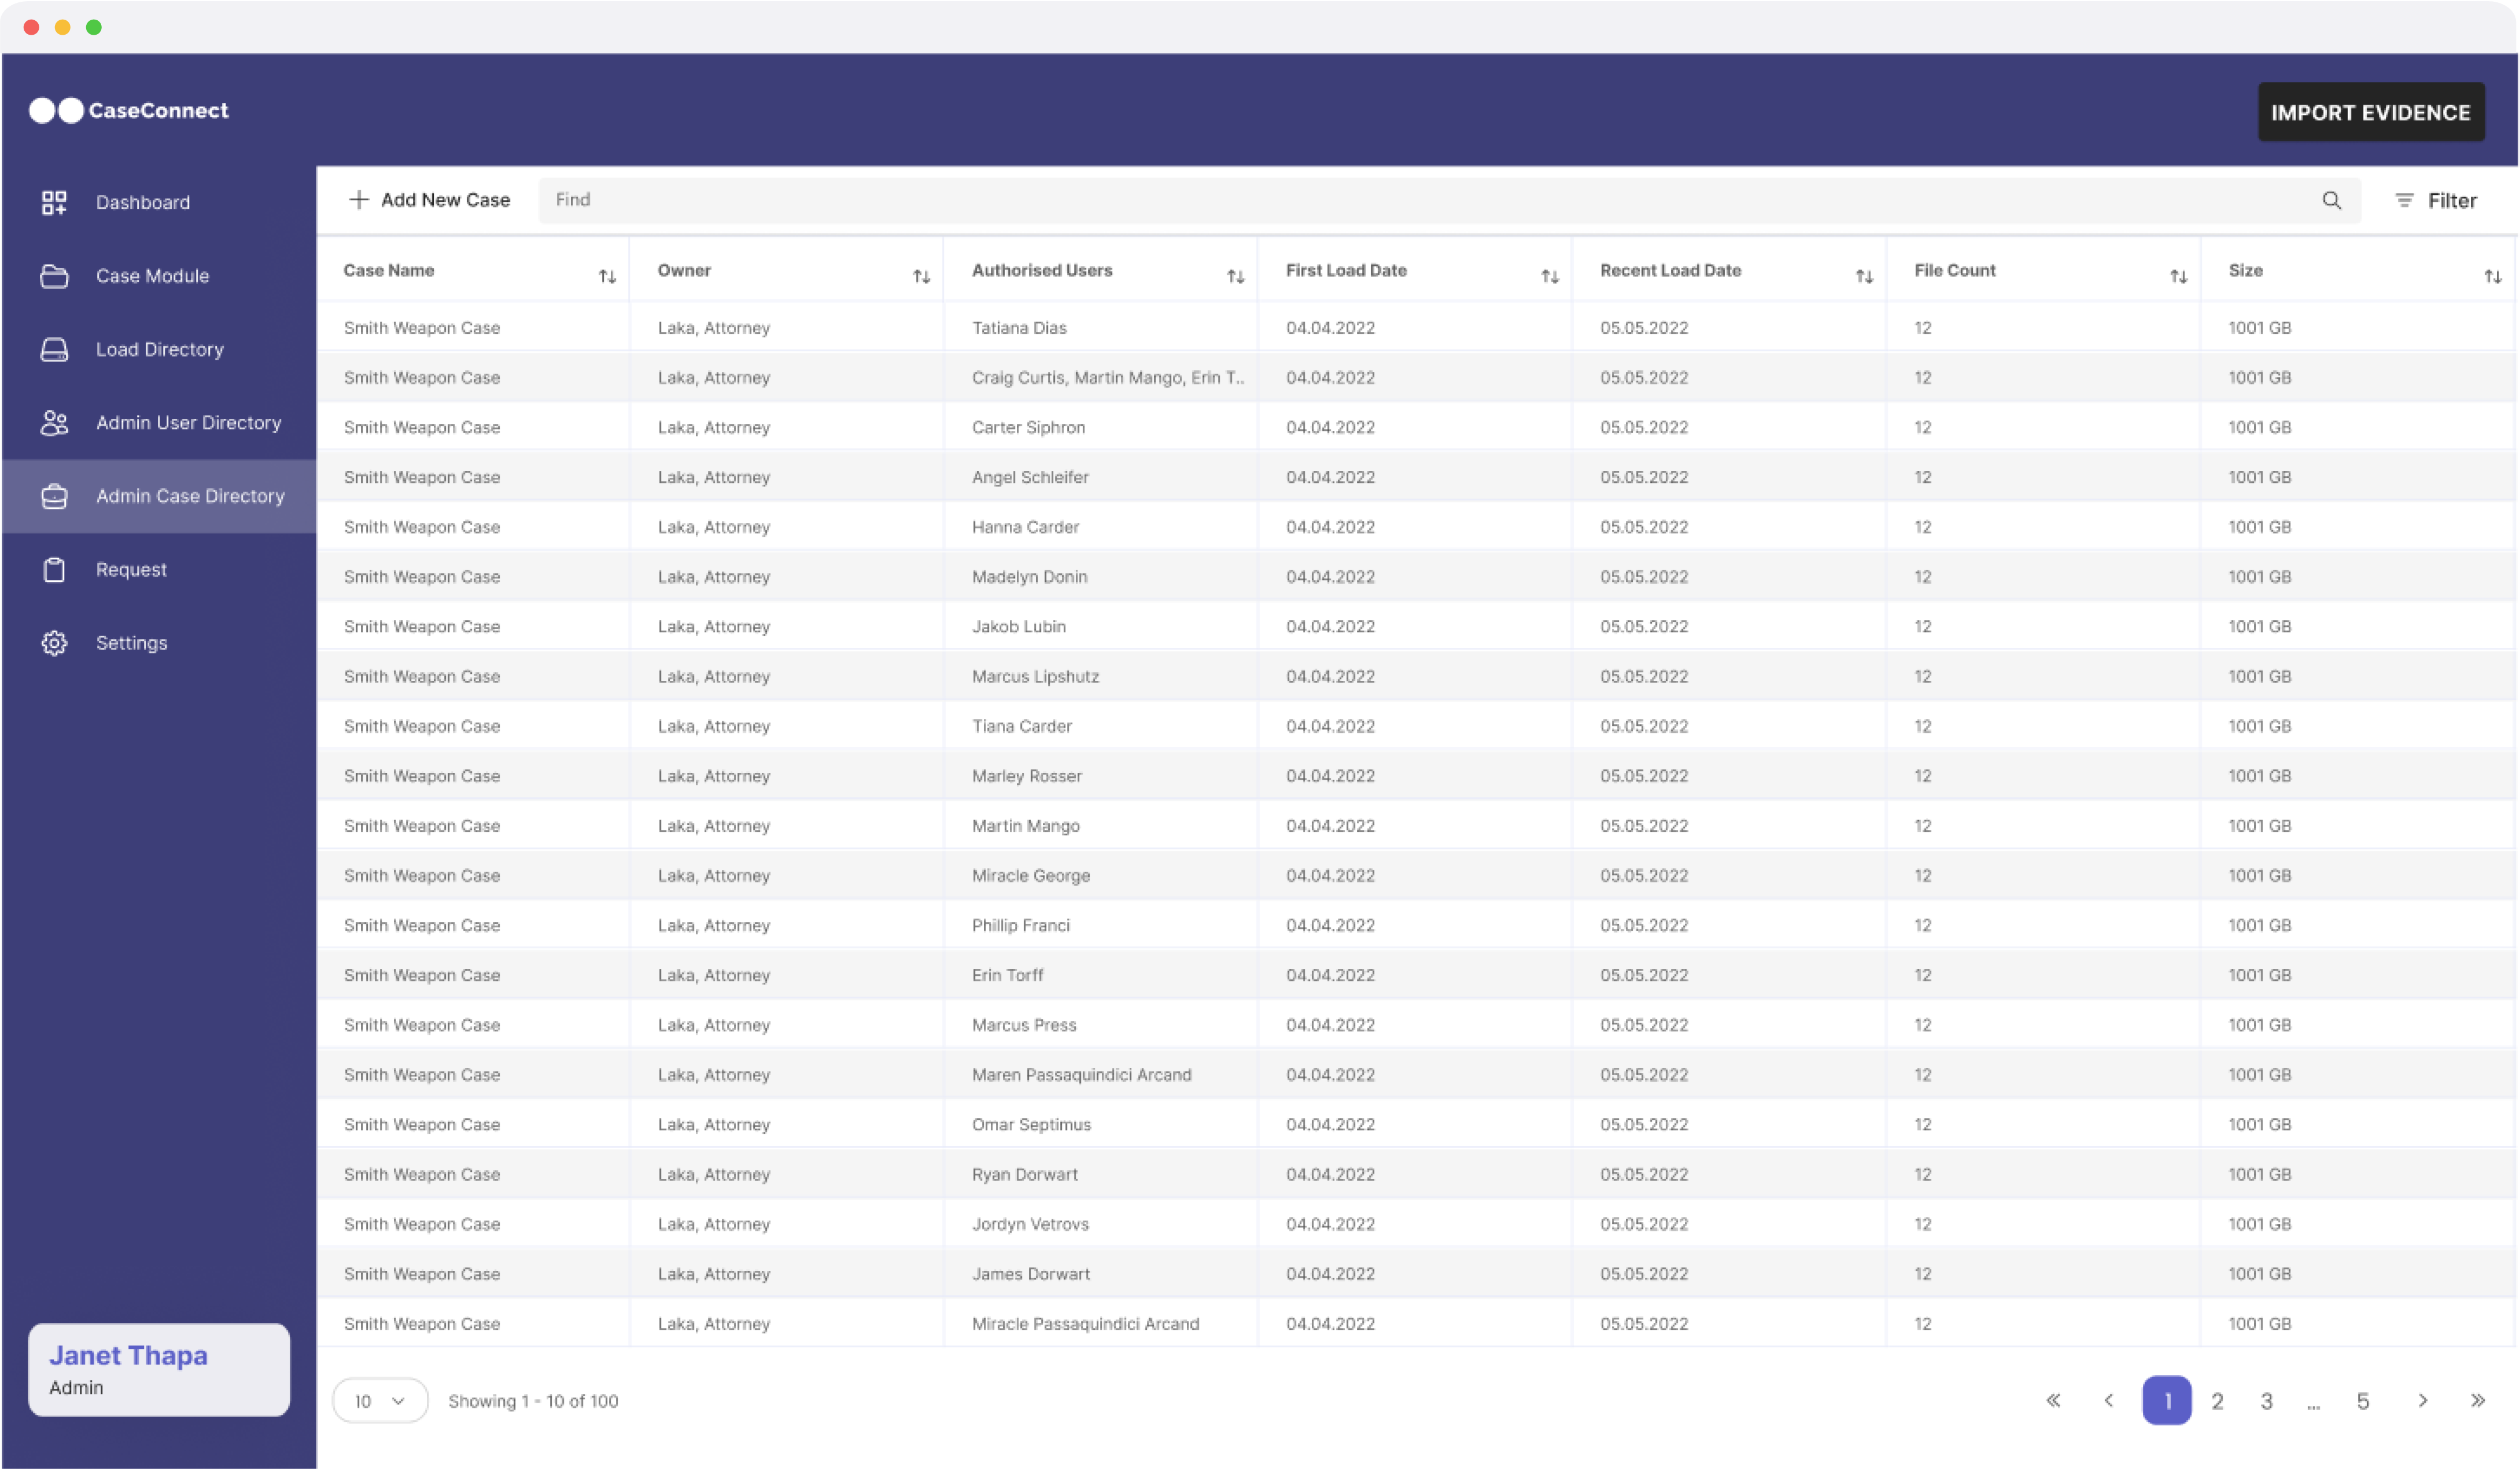 CaseConnect
IMPORT EVIDENCE
Dashboard
Case Module
Load Directory
Admin User Directory
Admin Case Directory
Request
Settings
Janet Thapa
Admin
Add New Case Find Filter
Case Name Owner Authorised Users First Load Date Recent Load Date File Count Size
Smith Weapon Case Laka, Attorney Tatiana Dias 04.04.2022 05.05.2022 12 1001 GB
Smith Weapon Case Laka, Attorney Craig Curtis, Martin Mango, Erin T.. 04.04.2022 05.05.2022 12 1001 GB
Smith Weapon Case Laka, Attorney Carter Siphron 04.04.2022 05.05.2022 12 1001 GB
Smith Weapon Case Laka, Attorney Angel Schleifer 04.04.2022 05.05.2022 12 1001 GB
Smith Weapon Case Laka, Attorney Hanna Carder 04.04.2022 05.05.2022 12 1001 GB
Smith Weapon Case Laka, Attorney Madelyn Donin 04.04.2022 05.05.2022 12 1001 GB
Smith Weapon Case Laka, Attorney Jakob Lubin 04.04.2022 05.05.2022 12 1001 GB
Smith Weapon Case Laka, Attorney Marcus Lipshutz 04.04.2022 05.05.2022 12 1001 GB
Smith Weapon Case Laka, Attorney Tiana Carder 04.04.2022 05.05.2022 12 1001 GB
Smith Weapon Case Laka, Attorney Marley Rosser 04.04.2022 05.05.2022 12 1001 GB
Smith Weapon Case Laka, Attorney Martin Mango 04.04.2022 05.05.2022 12 1001 GB
Smith Weapon Case Laka, Attorney Miracle George 04.04.2022 05.05.2022 12 1001 GB
Smith Weapon Case Laka, Attorney Phillip Franci 04.04.2022 05.05.2022 12 1001 GB
Smith Weapon Case Laka, Attorney Erin Torff 04.04.2022 05.05.2022 12 1001 GB
Smith Weapon Case Laka, Attorney Marcus Press 04.04.2022 05.05.2022 12 1001 GB
Smith Weapon Case Laka, Attorney Maren Passaquindici Arcand 04.04.2022 05.05.2022 12 1001 GB
Smith Weapon Case Laka, Attorney Omar Septimus 04.04.2022 05.05.2022 12 1001 GB
Smith Weapon Case Laka, Attorney Ryan Dorwart 04.04.2022 05.05.2022 12 1001 GB
Smith Weapon Case Laka, Attorney Jordyn Vetrovs 04.04.2022 05.05.2022 12 1001 GB
Smith Weapon Case Laka, Attorney James Dorwart 04.04.2022 05.05.2022 12 1001 GB
Smith Weapon Case Laka, Attorney Miracle Passaquindici Arcand 04.04.2022 05.05.2022 12 1001 GB
10 Showing 1 - 10 of 100 1 2 3 ... 5